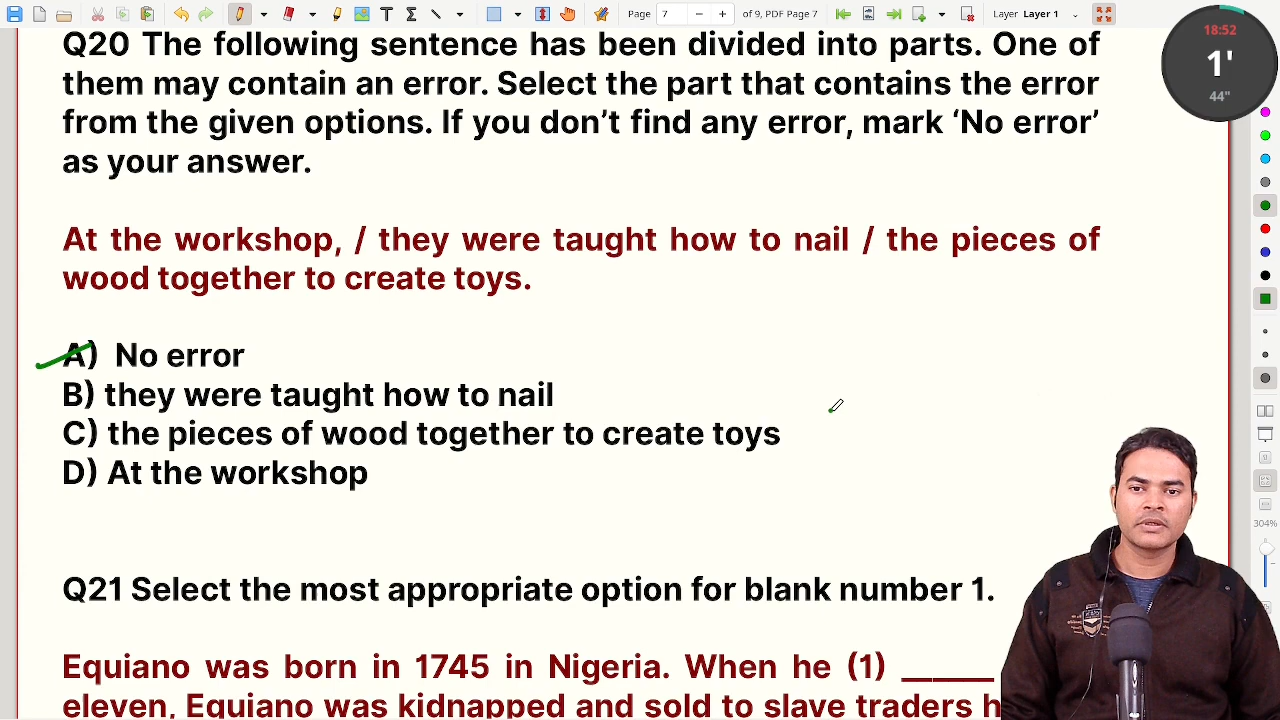 Page 7 of 9, PDF Page 7 Layer Layer 1
18:52
1'
44"
Q20 The following sentence has been divided into parts. One of
them may contain an error. Select the part that contains the error
from the given options. If you don’t find any error, mark ‘No error’
as your answer.
At the workshop, / they were taught how to nail / the pieces of
wood together to create toys.
A) No error
B) they were taught how to nail
C) the pieces of wood together to create toys
D) At the workshop
304%
Q21 Select the most appropriate option for blank number 1.
Equiano was born in 1745 in Nigeria. When he (1) ______
eleven, Equiano was kidnapped and sold to slave traders h